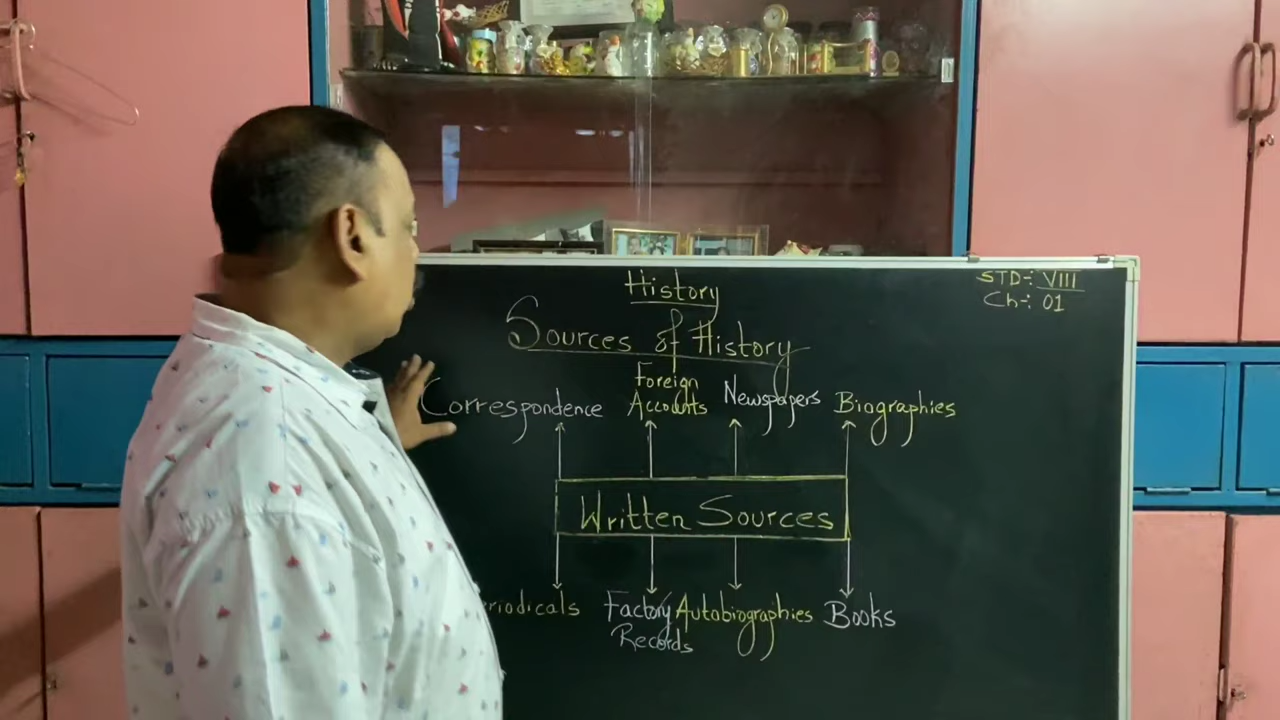 History
STD-: VIII
Ch-: 01
Sources of History
Correspondence
Foreign
Accounts
Newspapers
Biographies
Written Sources
riodicals
Factory
Records
Autobiographies
Books